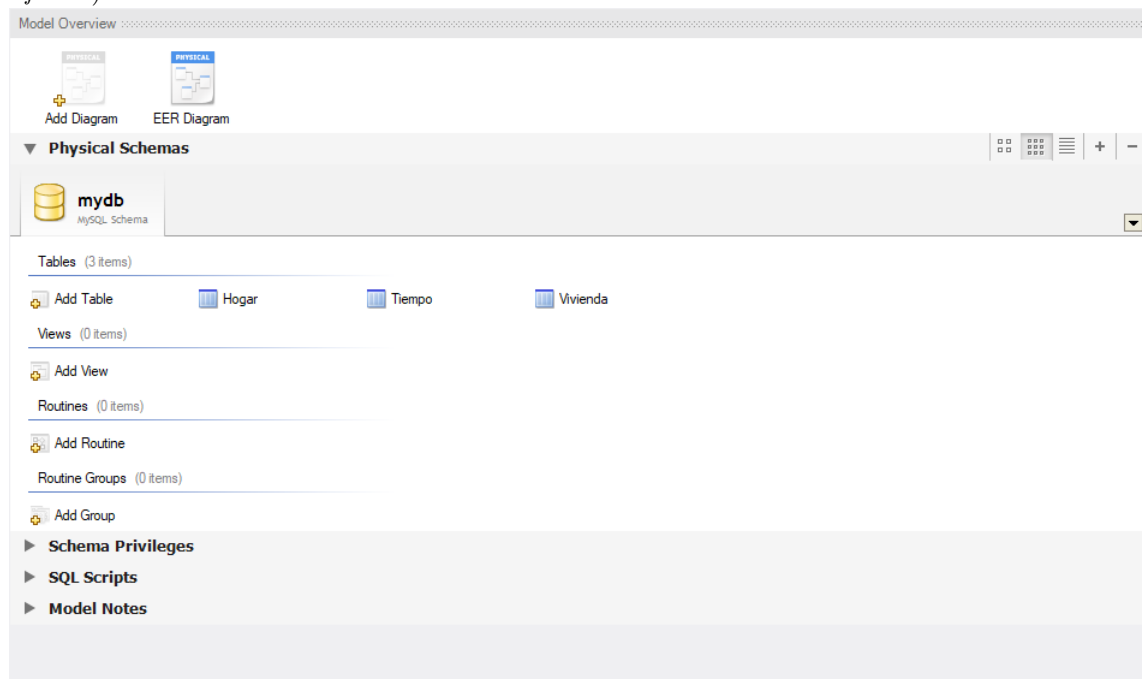 Model Overview
PHYSICAL PHYSICAL
Add Diagram EER Diagram
Physical Schemas
mydb
MySQL Schema
Tables (3 items)
Add Table Hogar Tiempo Vivienda
Views (0 items)
Add View
Routines (0 items)
Add Routine
Routine Groups (0 items)
Add Group
Schema Privileges
SQL Scripts
Model Notes